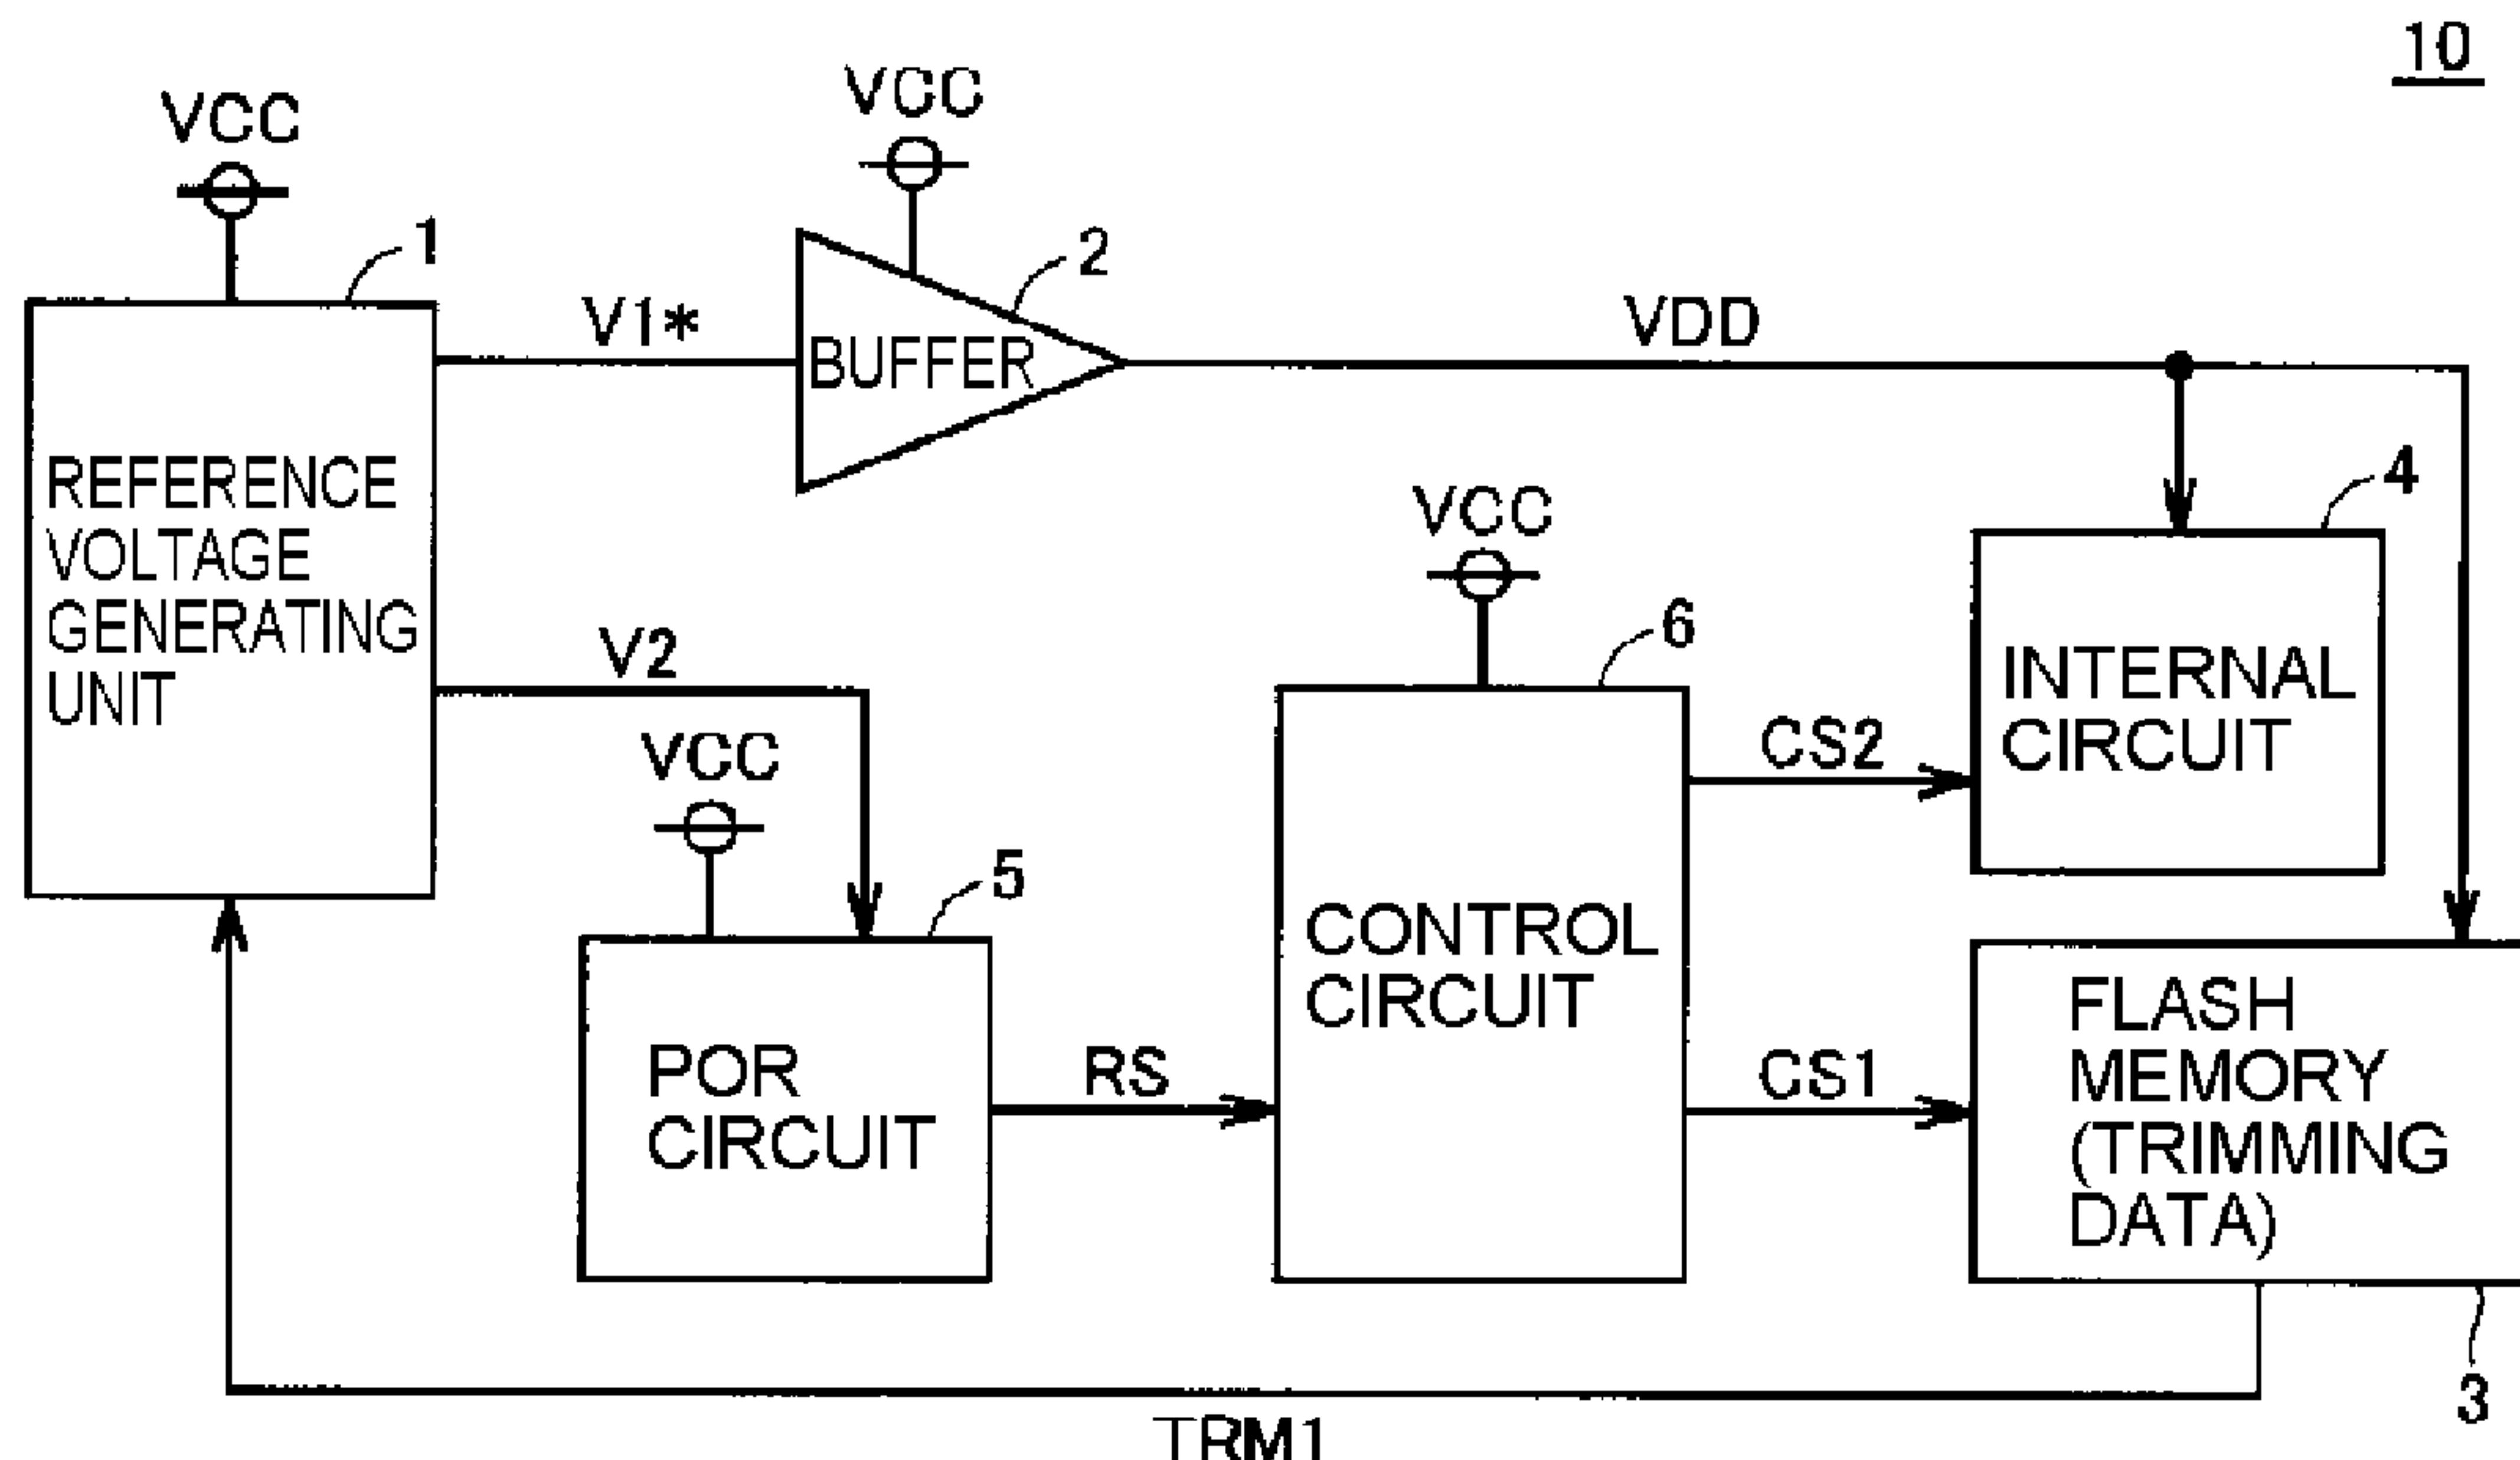 10
VCC
VCC
1
2
V1*
VDD
BUFFER
REFERENCE
VOLTAGE
GENERATING
UNIT
4
VCC
6
V2
INTERNAL
CIRCUIT
CS2
VCC
5
CONTROL
CIRCUIT
FLASH
MEMORY
(TRIMMING
DATA)
POR
CIRCUIT
RS
CS1
3
TRM1